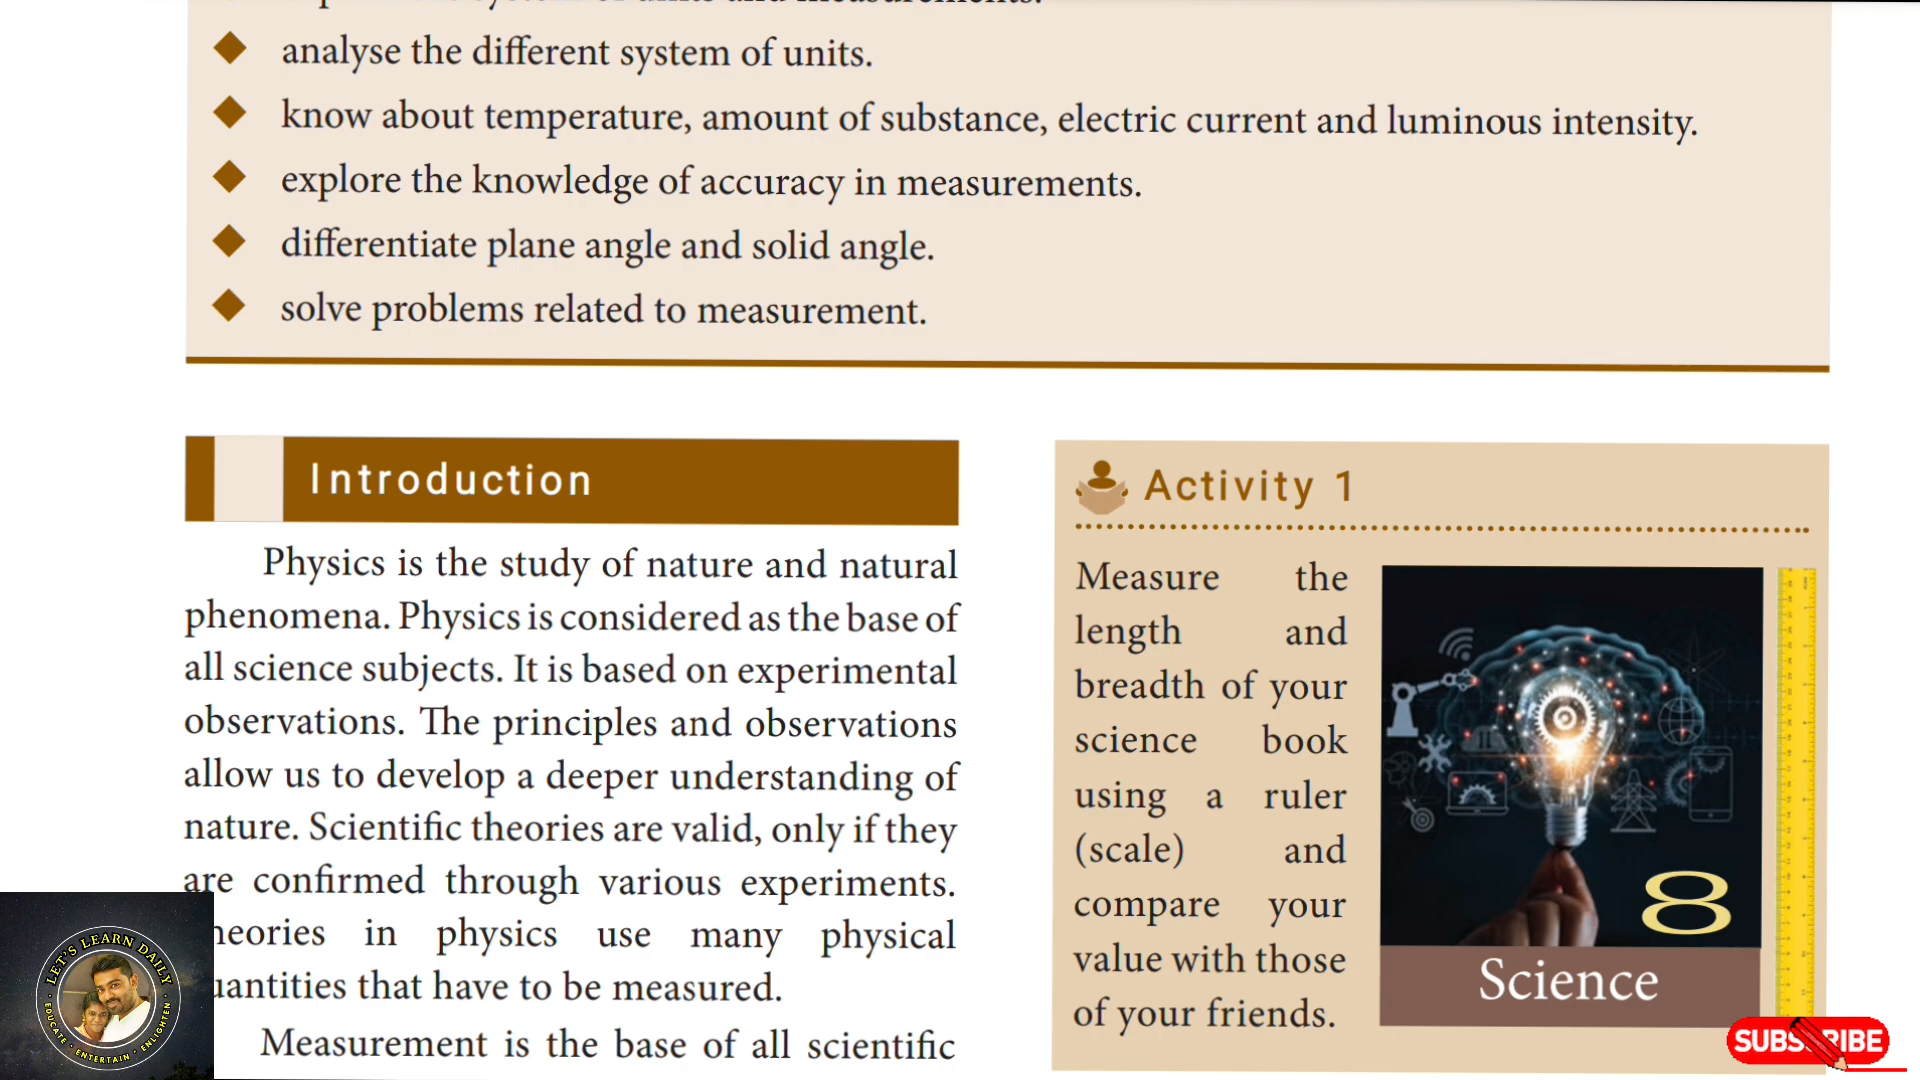 analyse the different system of units.
know about temperature, amount of substance, electric current and luminous intensity.
explore the knowledge of accuracy in measurements.
differentiate plane angle and solid angle.
solve problems related to measurement.
Introduction
Physics is the study of nature and natural
phenomena. Physics is considered as the base of
all science subjects. It is based on experimental
observations. The principles and observations
allow us to develop a deeper understanding of
nature. Scientific theories are valid, only if they
are confirmed through various experiments.
heories in physics use many physical
uantities that have to be measured.
Measurement is the base of all scientific
Activity 1
Measure the
length and
breadth of your
science book
using a ruler
(scale) and
compare your
value with those
of your friends.
8
Science
LET'S LEARN DAILY
EDUCATE · ENTERTAIN · ENLIGHTEN
SUBSCRIBE